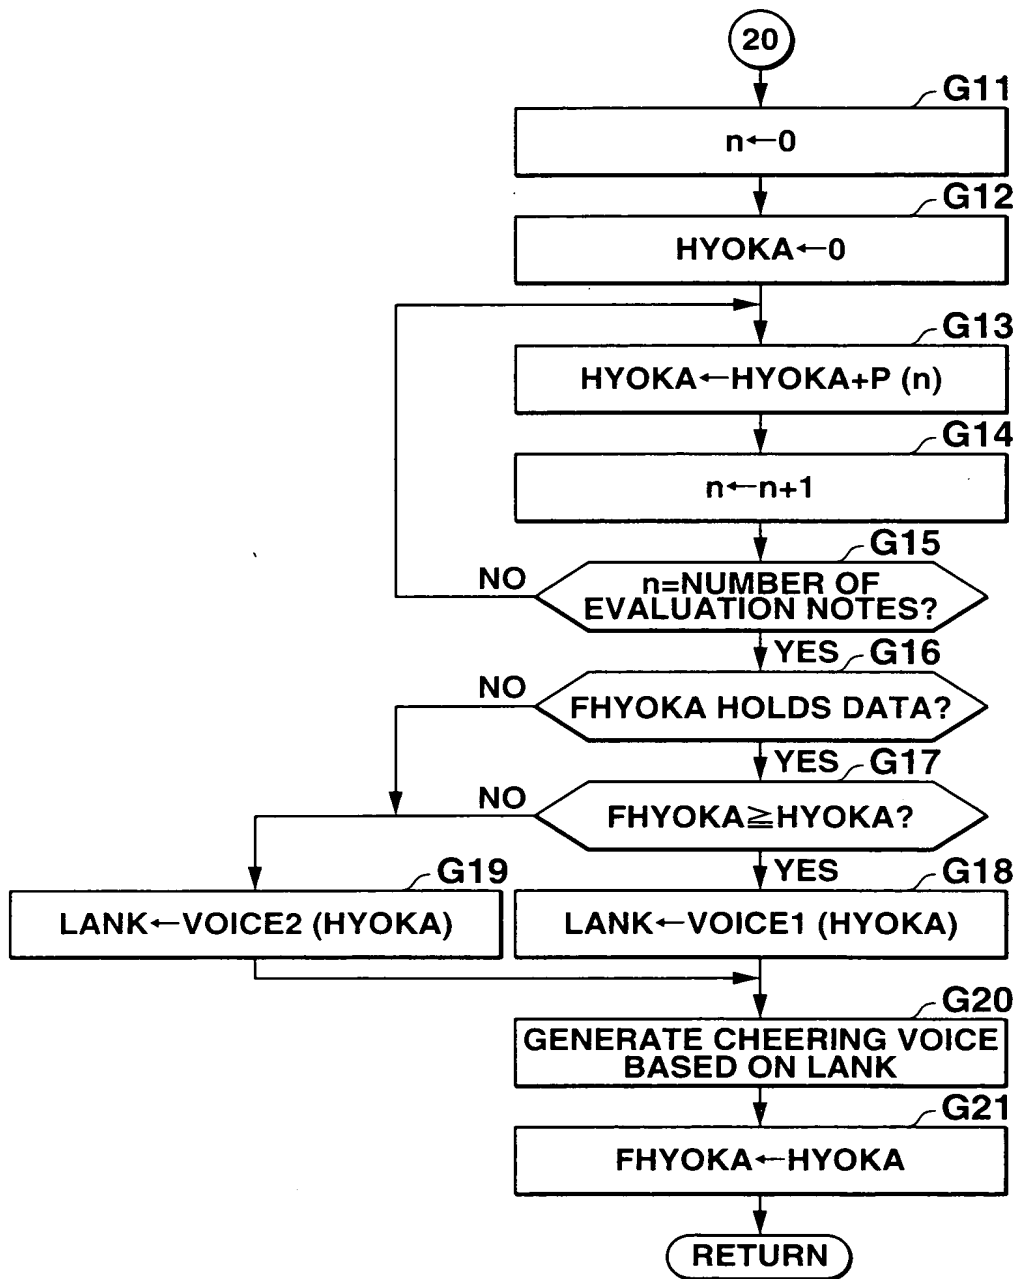 20
G11
n←0
G12
HYOKA←0
G13
HYOKA←HYOKA+P (n)
G14
n←n+1
G15
NO
n=NUMBER OF
EVALUATION NOTES?
YES
G16
NO
FHYOKA HOLDS DATA?
YES
G17
NO
FHYOKA≧HYOKA?
YES
G19
G18
LANK←VOICE2 (HYOKA)
LANK←VOICE1 (HYOKA)
G20
GENERATE CHEERING VOICE
BASED ON LANK
G21
FHYOKA←HYOKA
RETURN